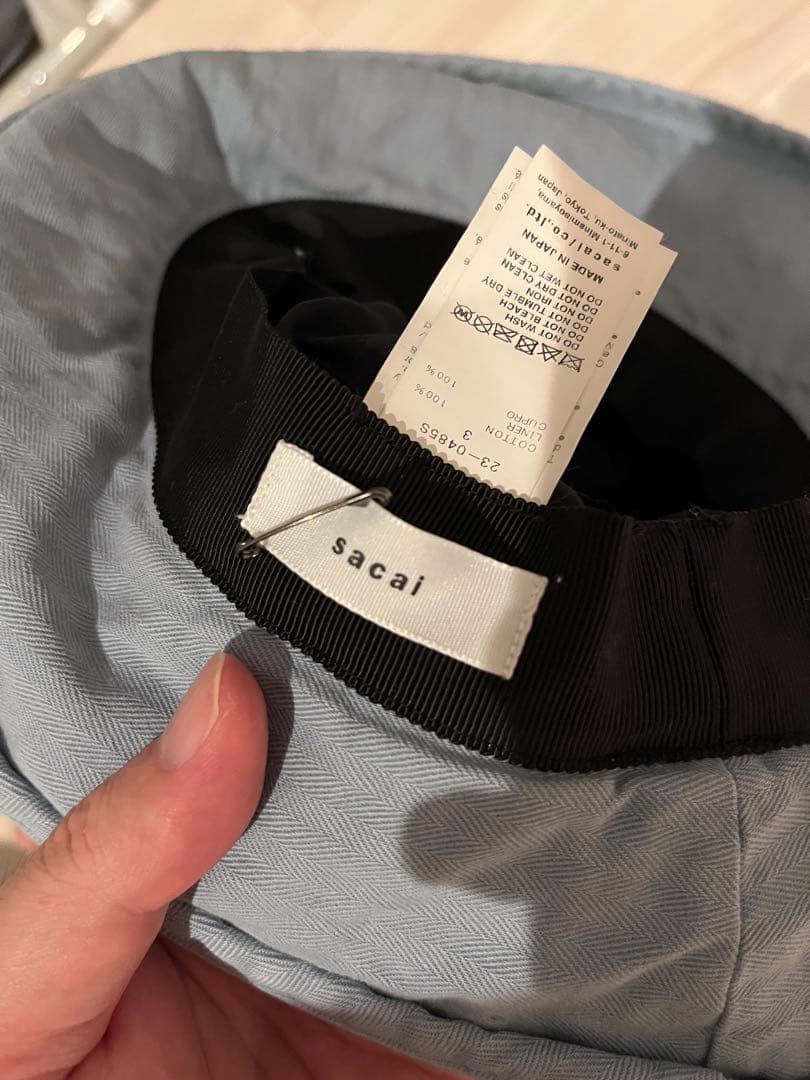 sacai
23-0485S
3
COTTON 100%
LINER
CUPRO 100%
DO NOT WASH
DO NOT BLEACH
DO NOT TUMBLE DRY
DO NOT IRON
DO NOT DRY CLEAN
DO NOT WET CLEAN
MADE IN JAPAN
sacai/co,ltd.
8-11-1 Minamiaoyama,
Minato-ku, Tokyo, Japan